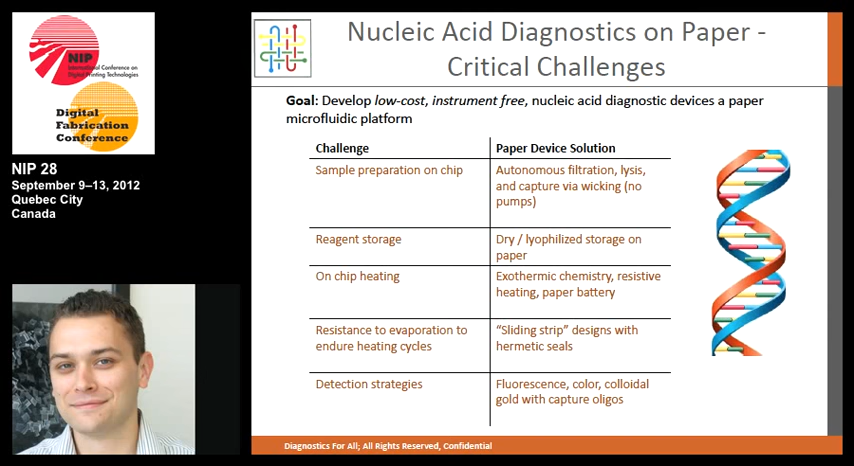 NIP
International Conference on
Digital Printing Technologies
Digital
Fabrication
Conference
NIP 28
September 9–13, 2012
Quebec City
Canada
Nucleic Acid Diagnostics on Paper -
Critical Challenges
Goal: Develop low-cost, instrument free, nucleic acid diagnostic devices a paper
microfluidic platform
Challenge
Paper Device Solution
Sample preparation on chip
Autonomous filtration, lysis,
and capture via wicking (no
pumps)
Reagent storage
Dry / lyophilized storage on
paper
On chip heating
Exothermic chemistry, resistive
heating, paper battery
Resistance to evaporation to
endure heating cycles
“Sliding strip” designs with
hermetic seals
Detection strategies
Fluorescence, color, colloidal
gold with capture oligos
Diagnostics For All; All Rights Reserved, Confidential